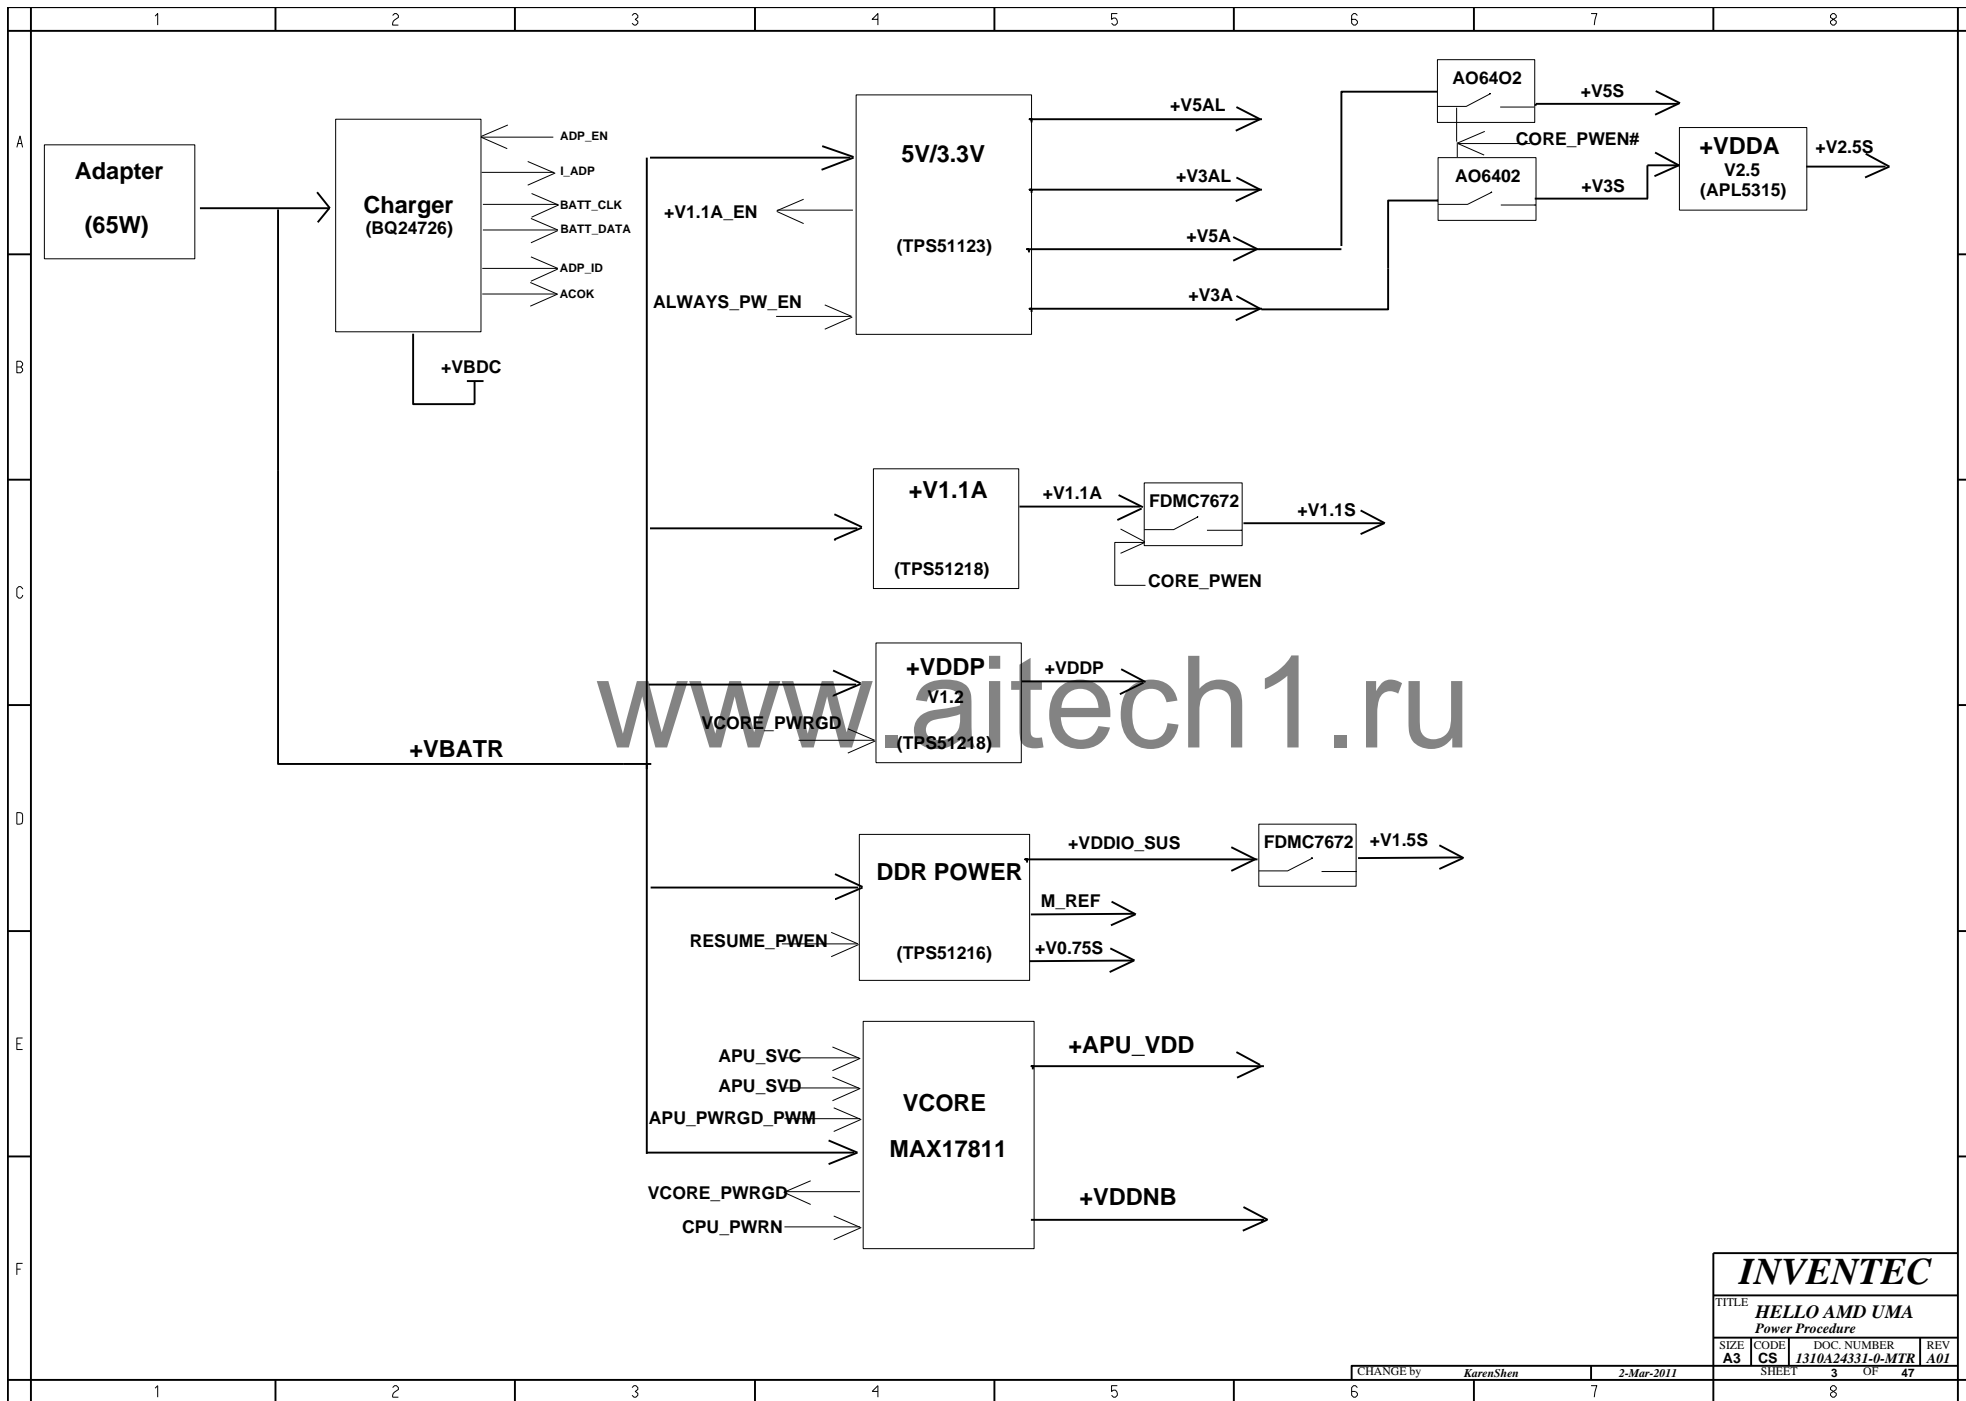 1 2 3 4 5 6 7 8
A
B
C
D
E
F
Adapter
(65W)
Charger
(BQ24726)
ADP_EN
I_ADP
BATT_CLK
BATT_DATA
ADP_ID
ACOK
+VBDC
+VBATR
5V/3.3V
(TPS51123)
+V1.1A_EN
ALWAYS_PW_EN
+V5AL
+V3AL
+V5A
+V3A
AO64O2
+V5S
CORE_PWEN#
AO6402
+V3S
+VDDA
V2.5
(APL5315)
+V2.5S
+V1.1A
(TPS51218)
+V1.1A
FDMC7672
+V1.1S
CORE_PWEN
+VDDP
V1.2
(TPS51218)
VCORE_PWRGD
+VDDP
www.aitech1.ru
DDR POWER
(TPS51216)
RESUME_PWEN
+VDDIO_SUS
FDMC7672
+V1.5S
M_REF
+V0.75S
APU_SVC
APU_SVD
APU_PWRGD_PWM
VCORE_PWRGD
CPU_PWRN
VCORE
MAX17811
+APU_VDD
+VDDNB
INVENTEC
TITLE
HELLO AMD UMA
Power Procedure
SIZE CODE DOC. NUMBER REV
A3 CS 1310A24331-0-MTR A01
CHANGE by KarenShen 2-Mar-2011 SHEET 3 OF 47
1 2 3 4 5 6 7 8